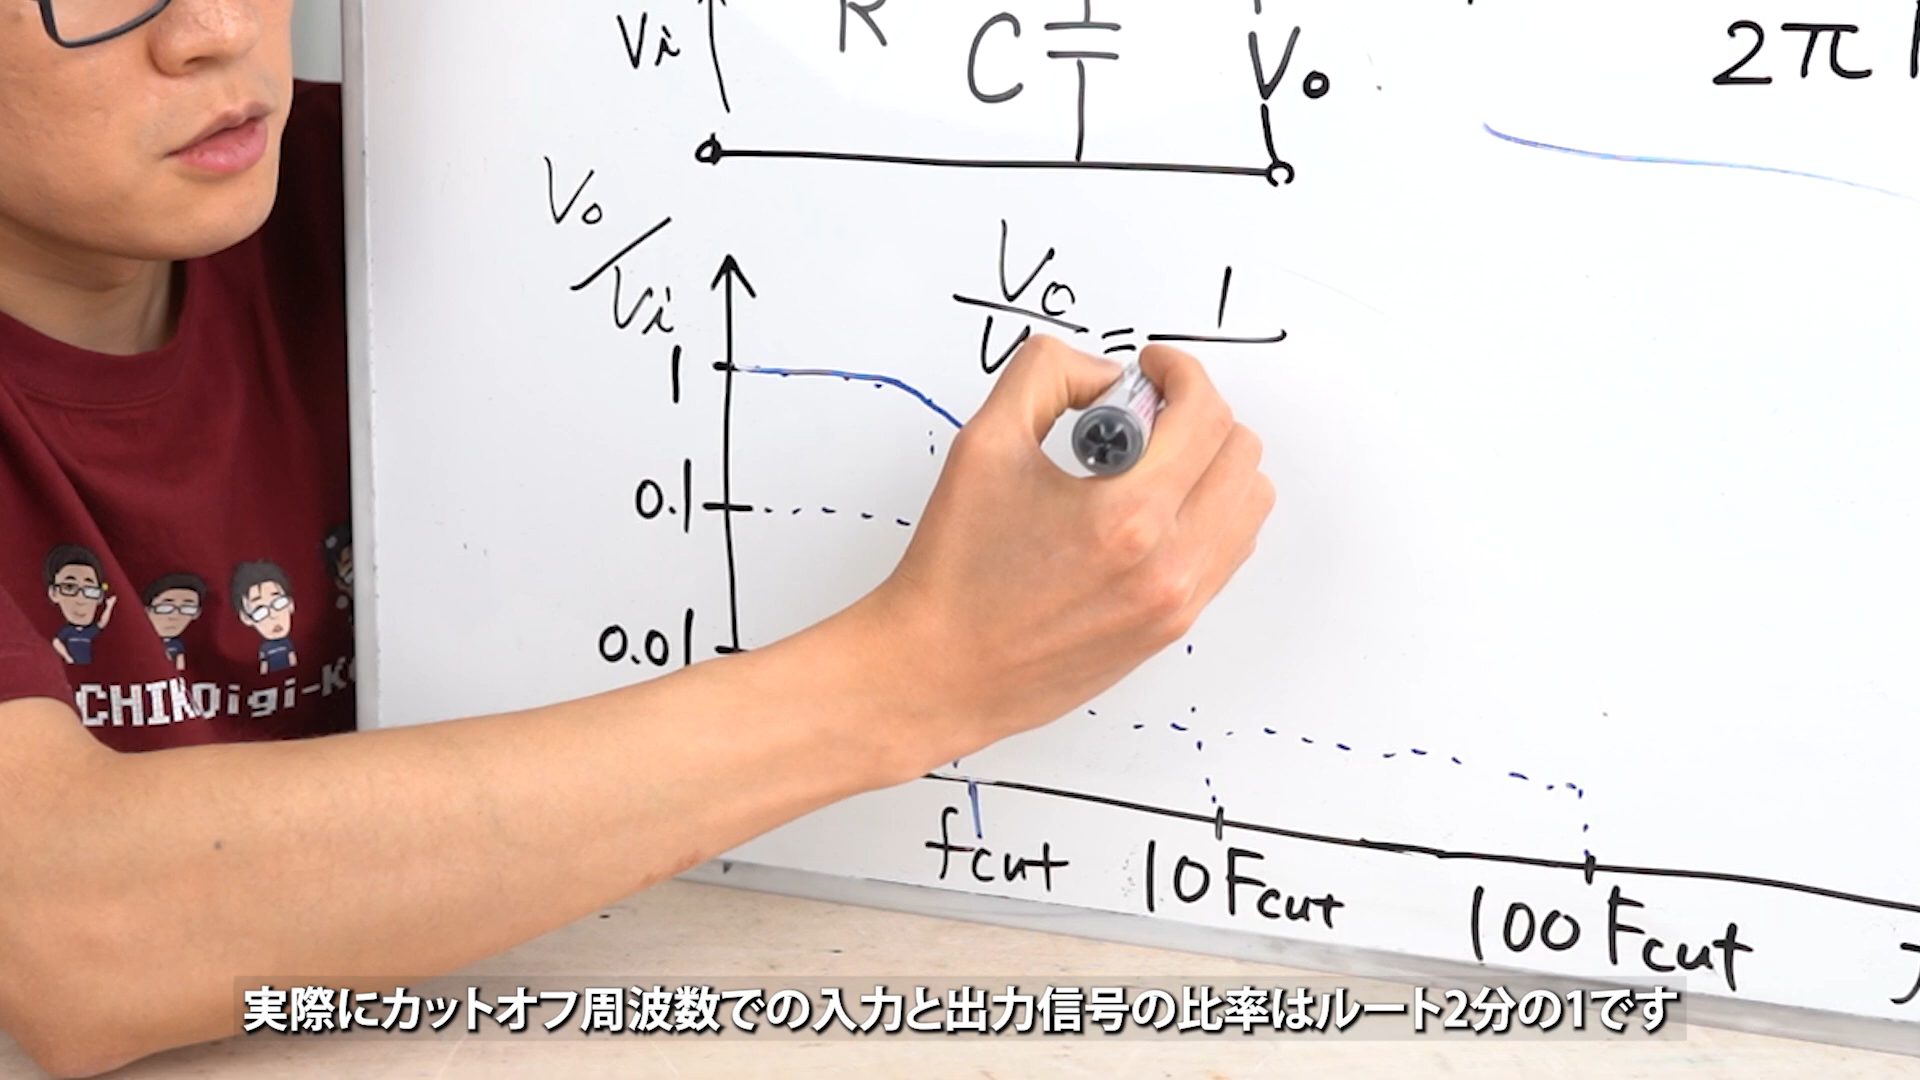 Vi
R
C
Vo
2π
Vo/Vi
Vo/V = 1/
1
0.1
0.01
fcut
10Fcut
100Fcut
CHIK Digi-K
実際にカットオフ周波数での入力と出力信号の比率はルート2分の1です